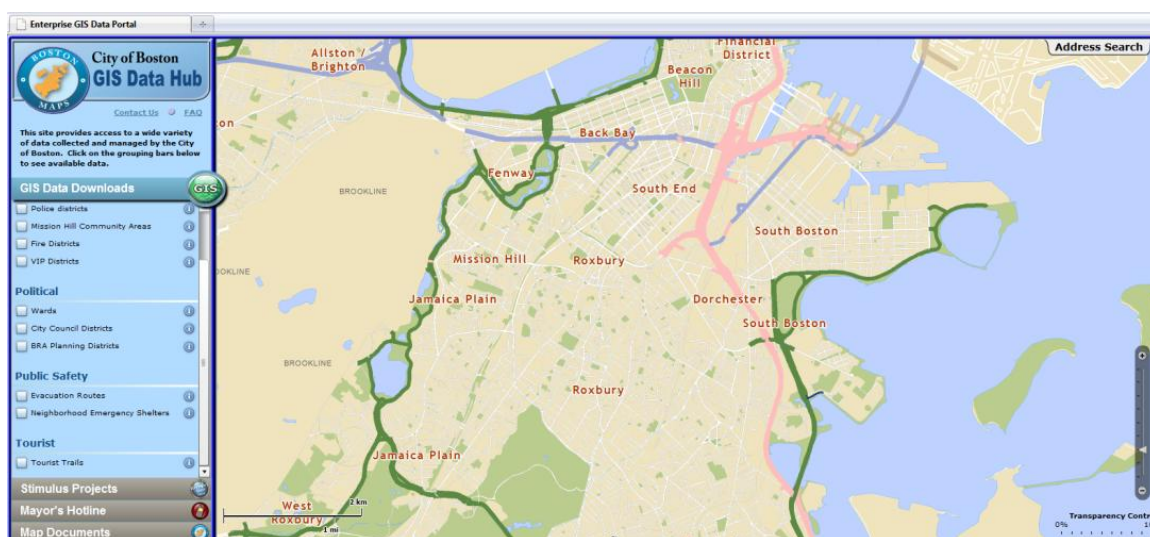 Enterprise GIS Data Portal
BOSTON
MAPS
City of Boston
GIS Data Hub
Contact Us
FAQ
This site provides access to a wide variety
of data collected and managed by the City
of Boston. Click on the grouping bars below
to see available data.
GIS Data Downloads
GIS
Police districts
Mission Hill Community Areas
Fire Districts
VIP Districts
Political
Wards
City Council Districts
BRA Planning Districts
Public Safety
Evacuation Routes
Neighborhood Emergency Shelters
Tourist
Tourist Trails
Stimulus Projects
Mayor's Hotline
Map Documents
Address Search
Allston /
Brighton
Financial
District
Beacon
Hill
ton
Back Bay
Fenway
BROOKLINE
South End
South Boston
Mission Hill
Roxbury
OKLINE
Jamaica Plain
Dorchester
South Boston
BROOKLINE
Roxbury
Jamaica Plain
West
Roxbury
2 km
1 mi
Transparency Contr
0%